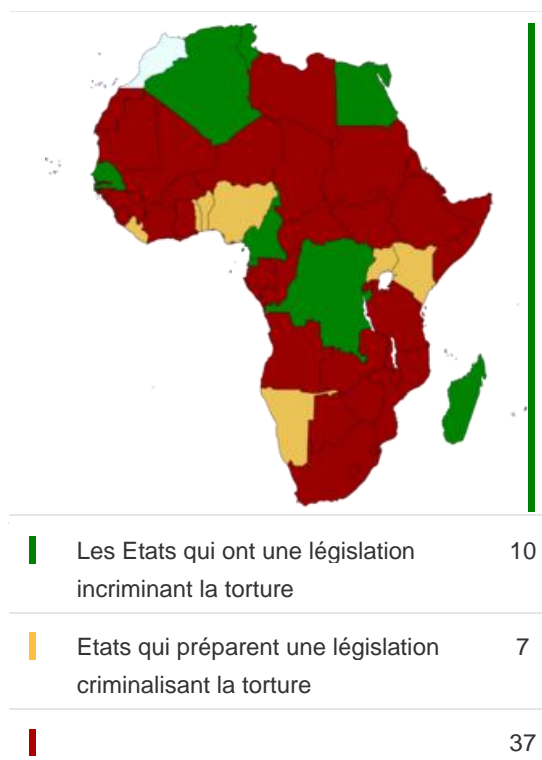 Les Etats qui ont une législation 10
incriminant la torture
Etats qui préparent une législation 7
criminalisant la torture
37